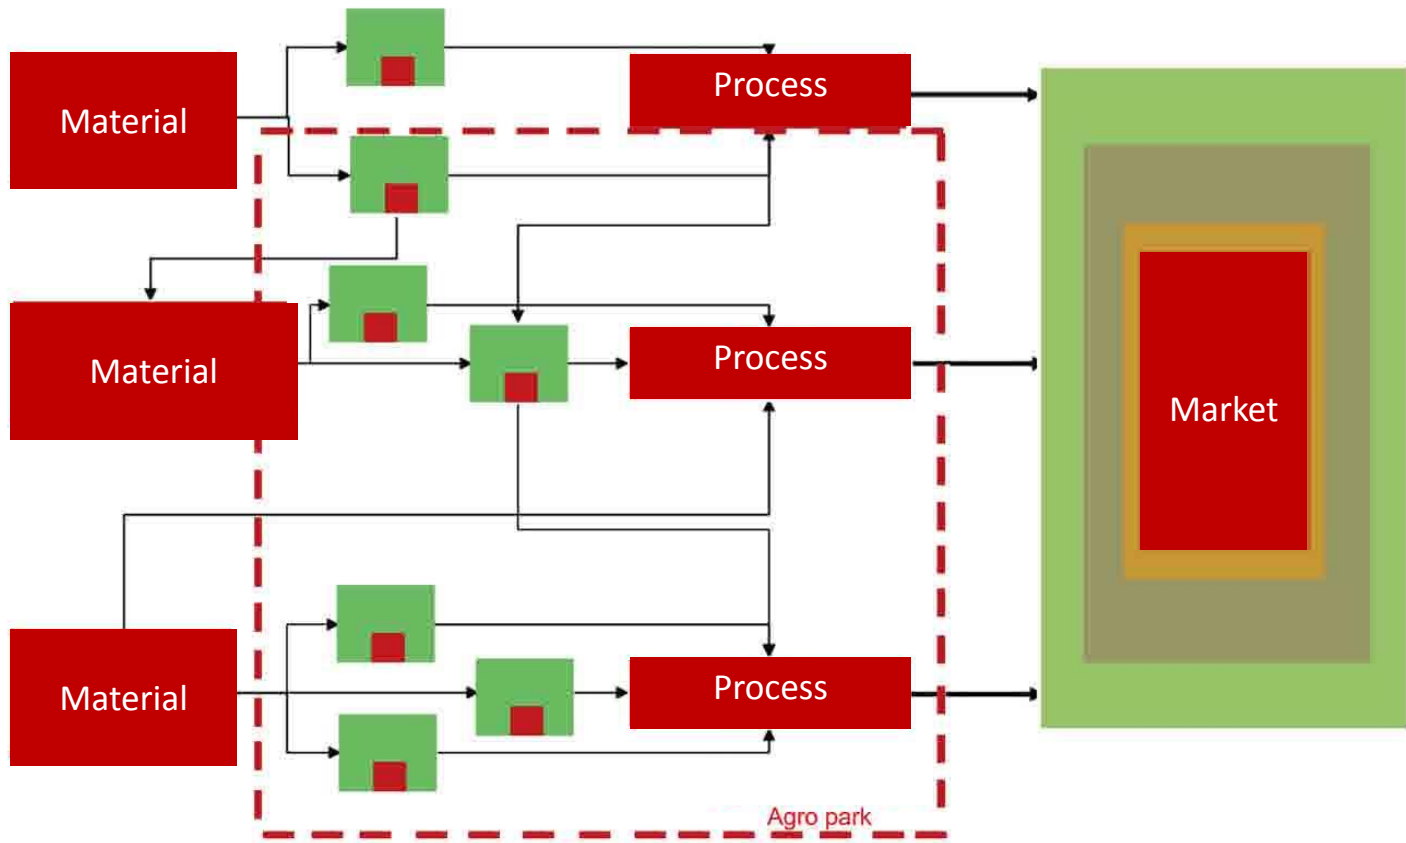 Material
Process
Material
Process
Market
Material
Process
Agro park